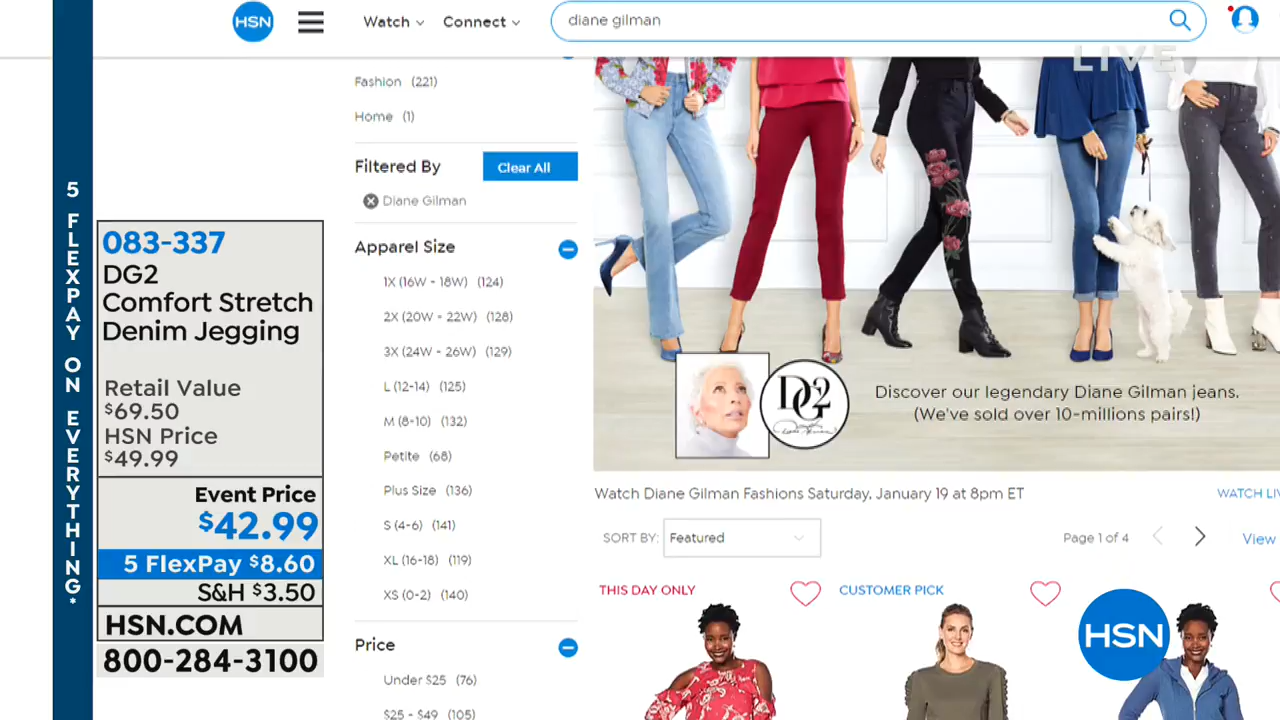 HSN
Watch
Connect
diane gilman
LIVE
Fashion (221)
Home (1)
Filtered By
Clear All
Diane Gilman
Apparel Size
1X (16W - 18W) (124)
2X (20W - 22W) (128)
3X (24W - 26W) (129)
L (12-14) (125)
M (8-10) (132)
Petite (68)
Plus Size (136)
S (4-6) (141)
XL (16-18) (119)
XS (0-2) (140)
Price
Under $25 (76)
$25 - $49 (105)
5 FLEXPAY ON EVERYTHING*
083-337
DG2
Comfort Stretch
Denim Jegging
Retail Value
$69.50
HSN Price
$49.99
Event Price
$42.99
5 FlexPay $8.60
S&H $3.50
HSN.COM
800-284-3100
DG2
Discover our legendary Diane Gilman jeans.
(We've sold over 10-millions pairs!)
Watch Diane Gilman Fashions Saturday, January 19 at 8pm ET
WATCH LIV
SORT BY:
Featured
Page 1 of 4
View
THIS DAY ONLY
CUSTOMER PICK
HSN